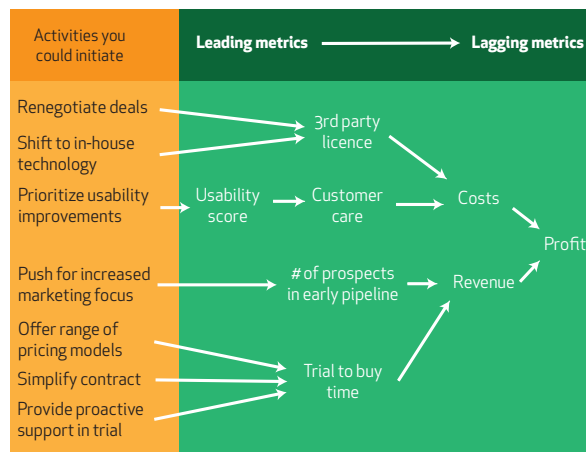 Activities you
could initiate
Leading metrics
Lagging metrics
Renegotiate deals
Shift to in-house
technology
Prioritize usability
improvements
Push for increased
marketing focus
Offer range of
pricing models
Simplify contract
Provide proactive
support in trial
3rd party
licence
Usability
score
Customer
care
Costs
Profit
# of prospects
in early pipeline
Revenue
Trial to buy
time